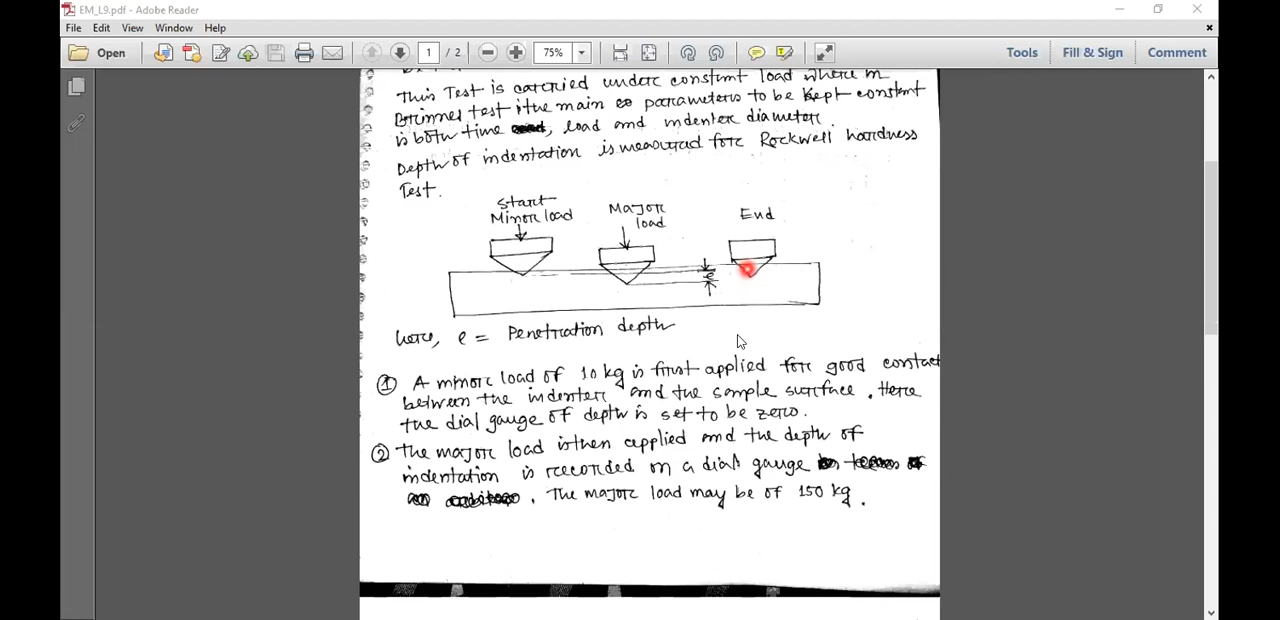 EM_L9.pdf - Adobe Reader
File Edit View Window Help
Open 1 / 2 75% Tools Fill & Sign Comment
This Test is carried under constant load where in
Brinnel test the main parameters to be kept constant
is both time, load and indenter diameter.
Depth of indentation is measured for Rockwell hardness
Test.
Start
Minor load
Major
load
End
e
here, e = Penetration depth
① A minor load of 10 kg is first applied for good contact
between the indenter and the sample surface. Here
the dial gauge of depth is set to be zero.
② The major load is then applied and the depth of
indentation is recorded on a dial gauge
. The major load may be of 150 kg.